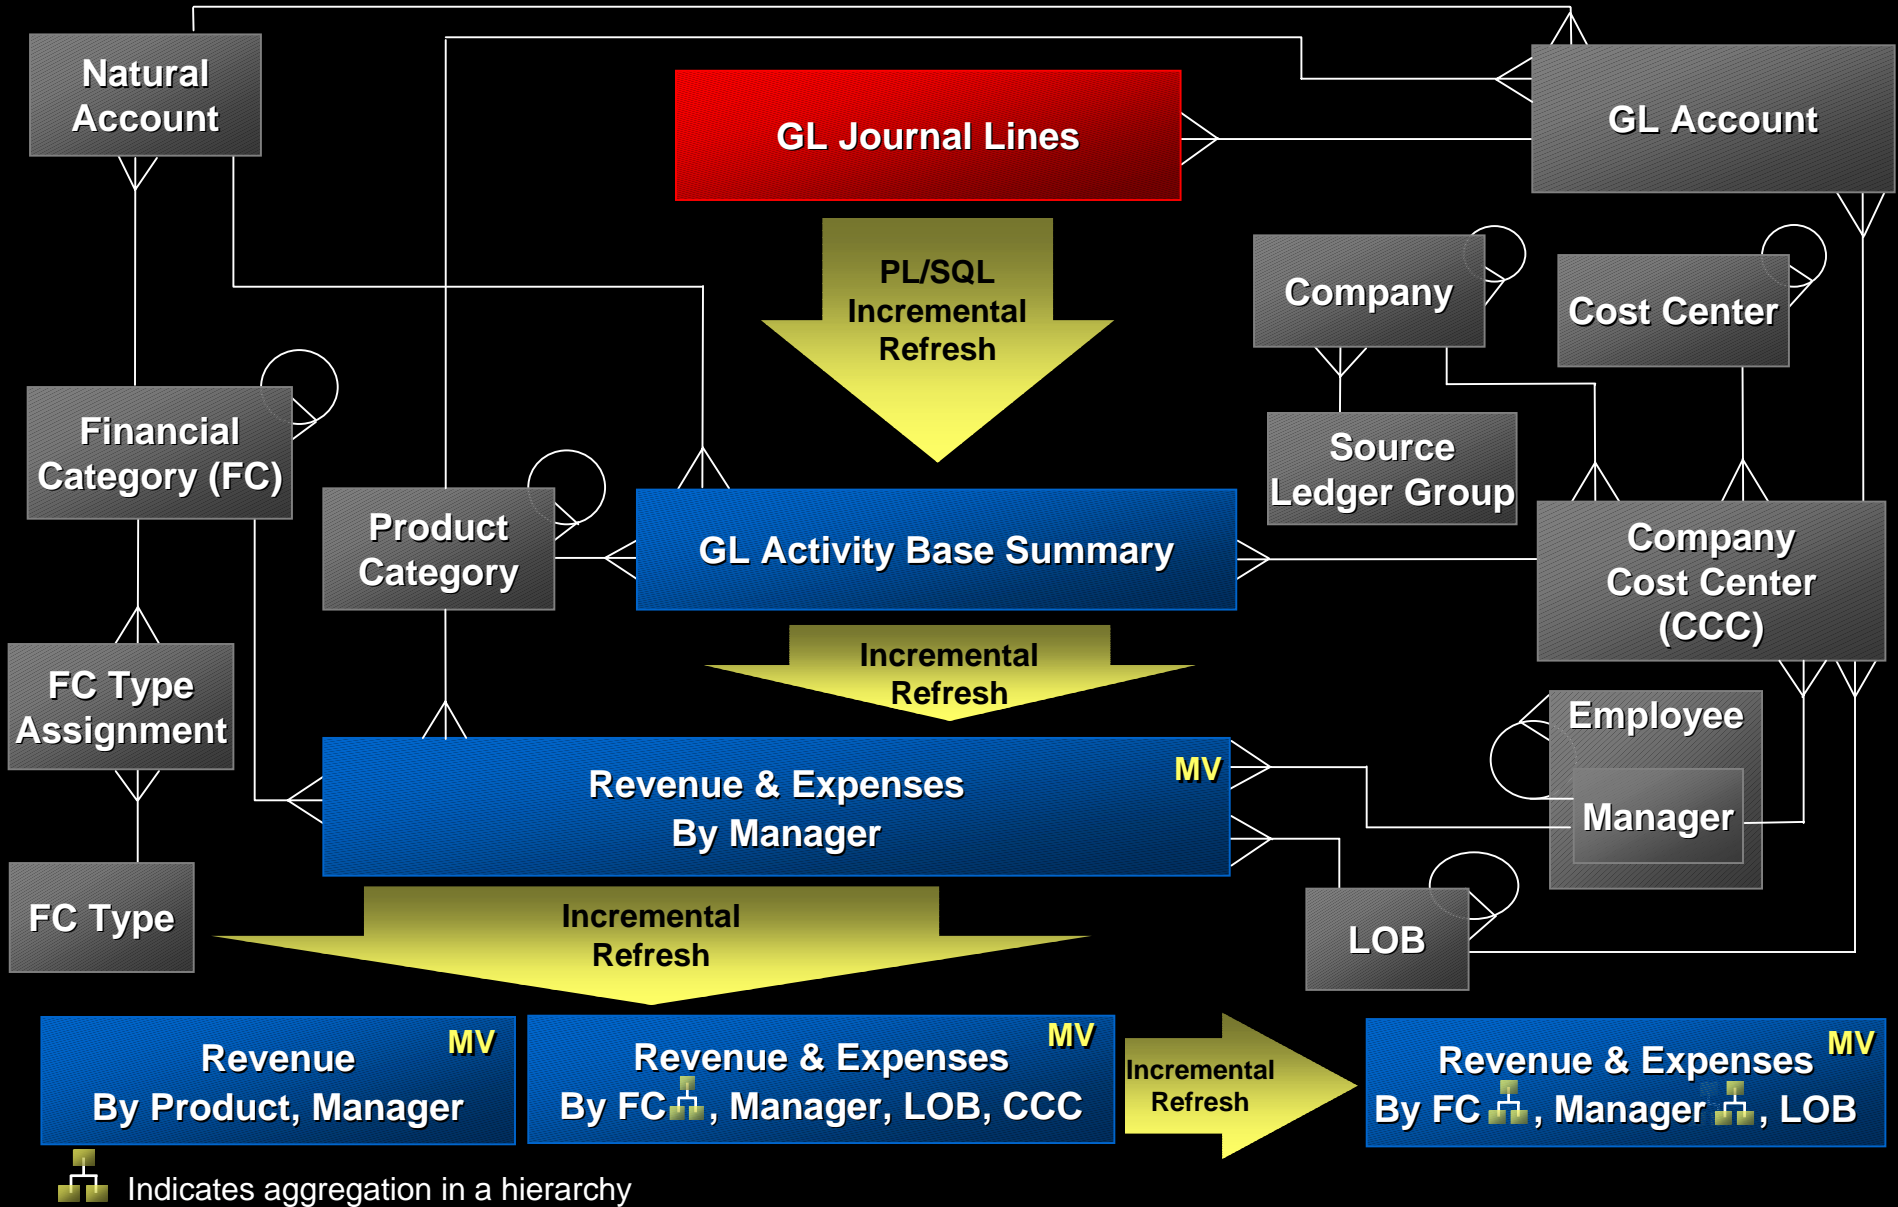 Natural
Account
GL Journal Lines
GL Account
PL/SQL
Incremental
Refresh
Company
Cost Center
Financial
Category (FC)
Source
Ledger Group
Product
Category
GL Activity Base Summary
Company
Cost Center
(CCC)
Incremental
Refresh
FC Type
Assignment
Employee
Manager
Revenue & Expenses
By Manager
MV
FC Type
Incremental
Refresh
LOB
Revenue
By Product, Manager
MV
Revenue & Expenses
By FC , Manager, LOB, CCC
MV
Incremental
Refresh
Revenue & Expenses
By FC , Manager , LOB
MV
Indicates aggregation in a hierarchy